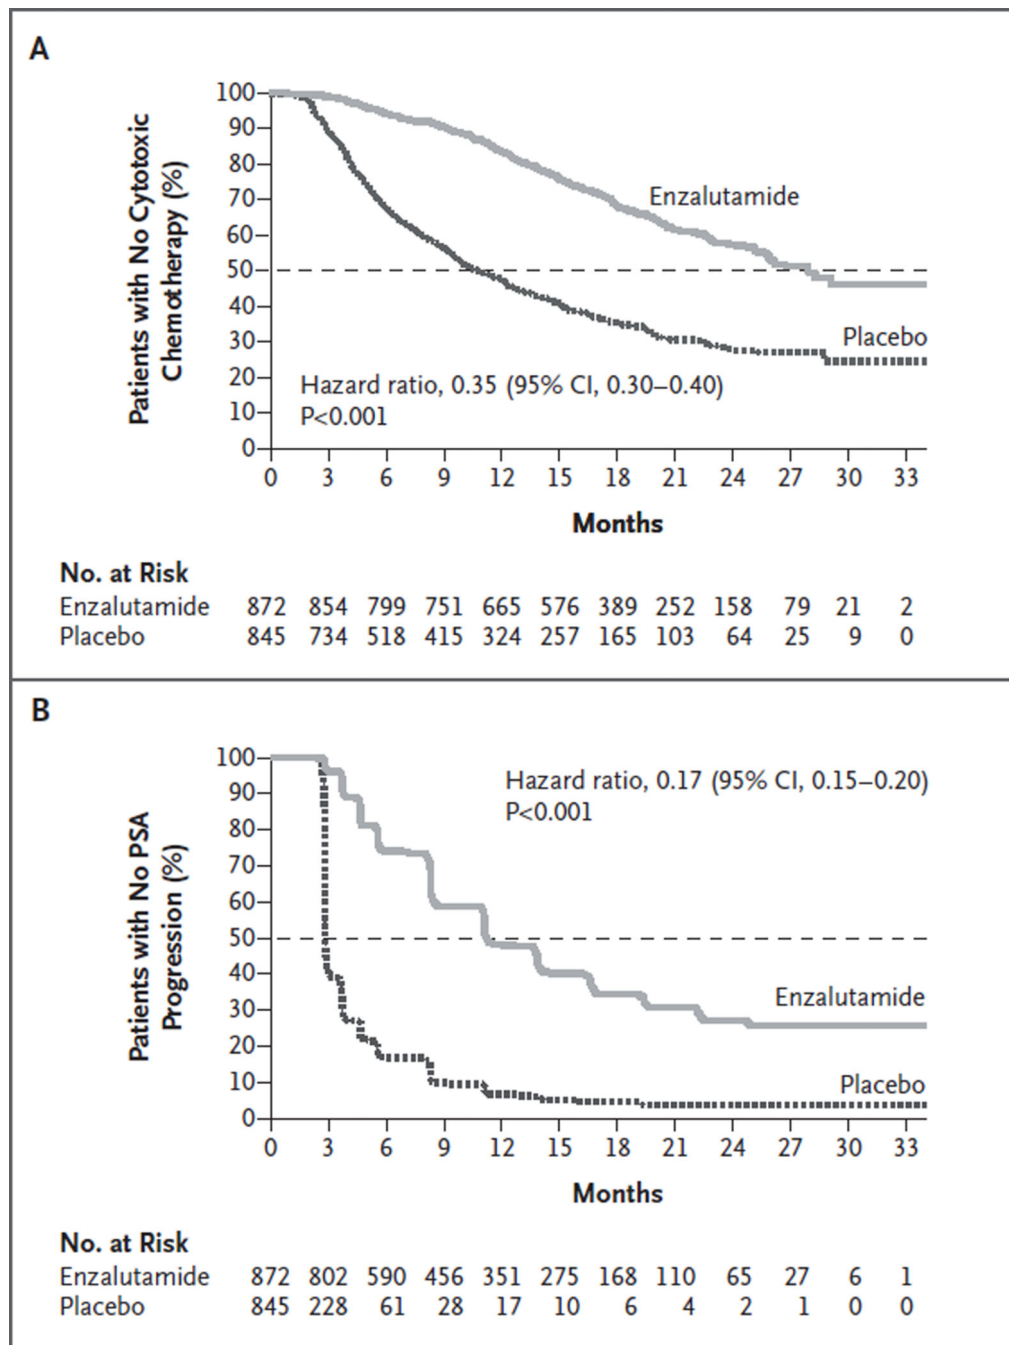 A
Patients with No Cytotoxic
Chemotherapy (%)
100
90
80
70
60
50
40
30
20
10
0
Enzalutamide
Placebo
Hazard ratio, 0.35 (95% CI, 0.30–0.40)
P<0.001
0 3 6 9 12 15 18 21 24 27 30 33
Months
No. at Risk
Enzalutamide 872 854 799 751 665 576 389 252 158 79 21 2
Placebo 845 734 518 415 324 257 165 103 64 25 9 0
B
Patients with No PSA
Progression (%)
100
90
80
70
60
50
40
30
20
10
0
Hazard ratio, 0.17 (95% CI, 0.15–0.20)
P<0.001
Enzalutamide
Placebo
0 3 6 9 12 15 18 21 24 27 30 33
Months
No. at Risk
Enzalutamide 872 802 590 456 351 275 168 110 65 27 6 1
Placebo 845 228 61 28 17 10 6 4 2 1 0 0